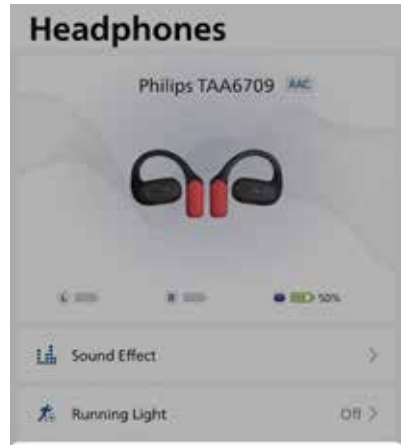 Headphones
Philips TAA6709 AAC
L R 50%
Sound Effect
Running Light Off